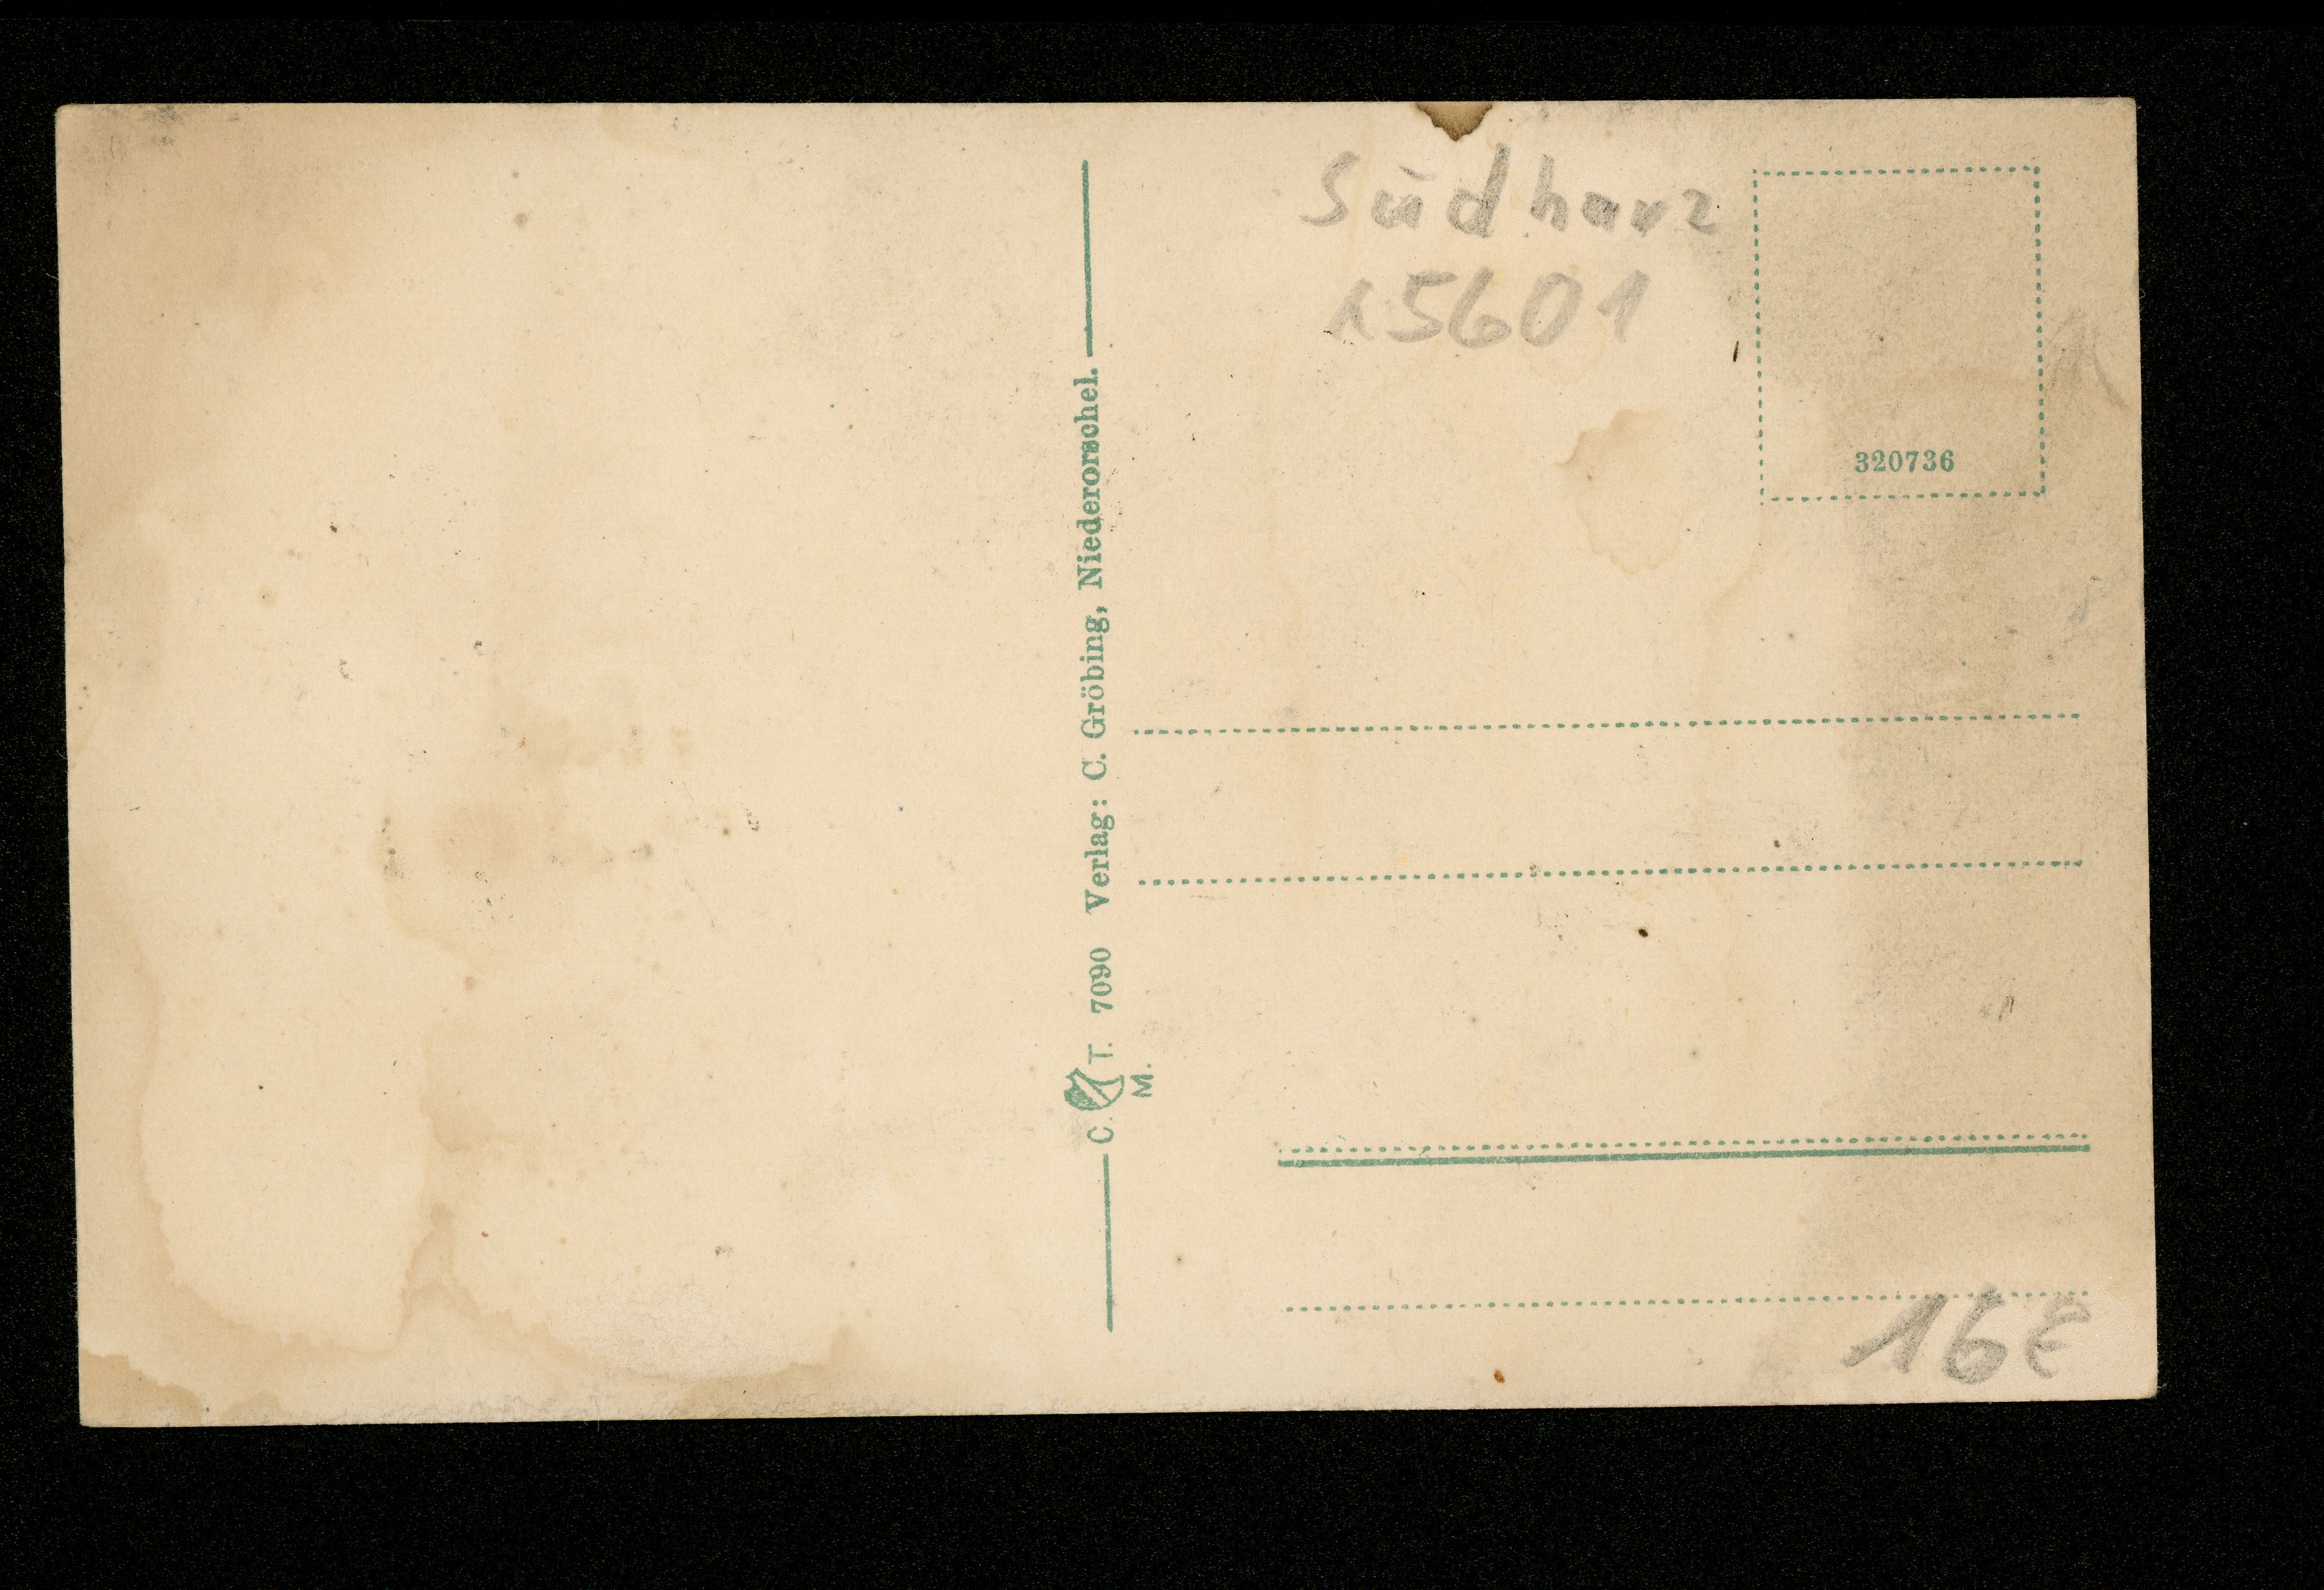 Südharz
15601
320736
C. T. 7090 Verlag: C. Gröbing, Niederorschel.
M.
16€